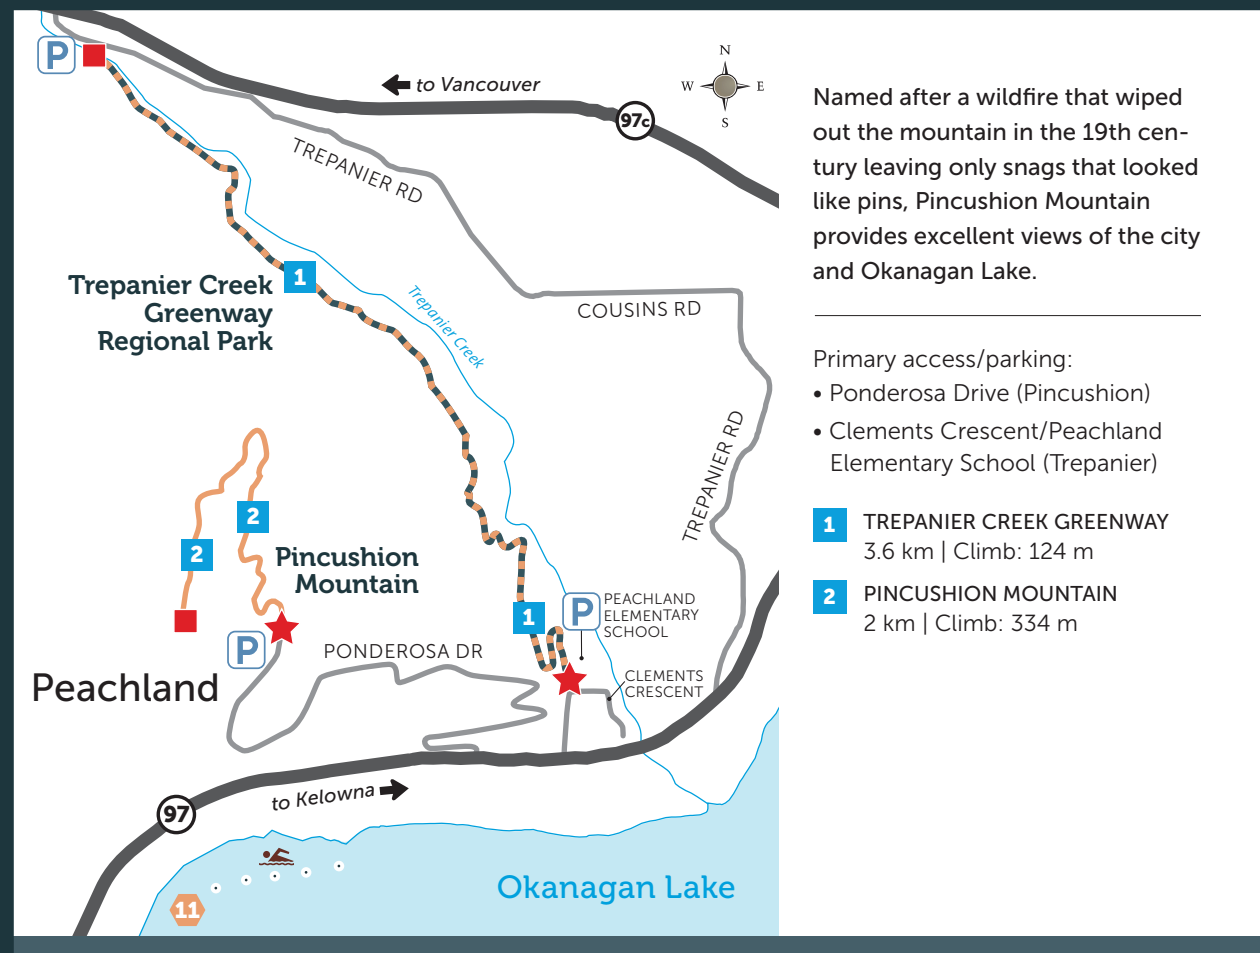 P
to Vancouver
97c
N
W E
S
TREPANIER RD
1
Trepanier Creek
Greenway
Regional Park
Trepanier Creek
COUSINS RD
TREPANIER RD
2
2
Pincushion
Mountain
1
P
PEACHLAND
ELEMENTARY
SCHOOL
P
PONDEROSA DR
Peachland
CLEMENTS
CRESCENT
to Kelowna
97
Okanagan Lake
11
Named after a wildfire that wiped
out the mountain in the 19th cen-
tury leaving only snags that looked
like pins, Pincushion Mountain
provides excellent views of the city
and Okanagan Lake.
Primary access/parking:
• Ponderosa Drive (Pincushion)
• Clements Crescent/Peachland
Elementary School (Trepanier)
1 TREPANIER CREEK GREENWAY
3.6 km | Climb: 124 m
2 PINCUSHION MOUNTAIN
2 km | Climb: 334 m